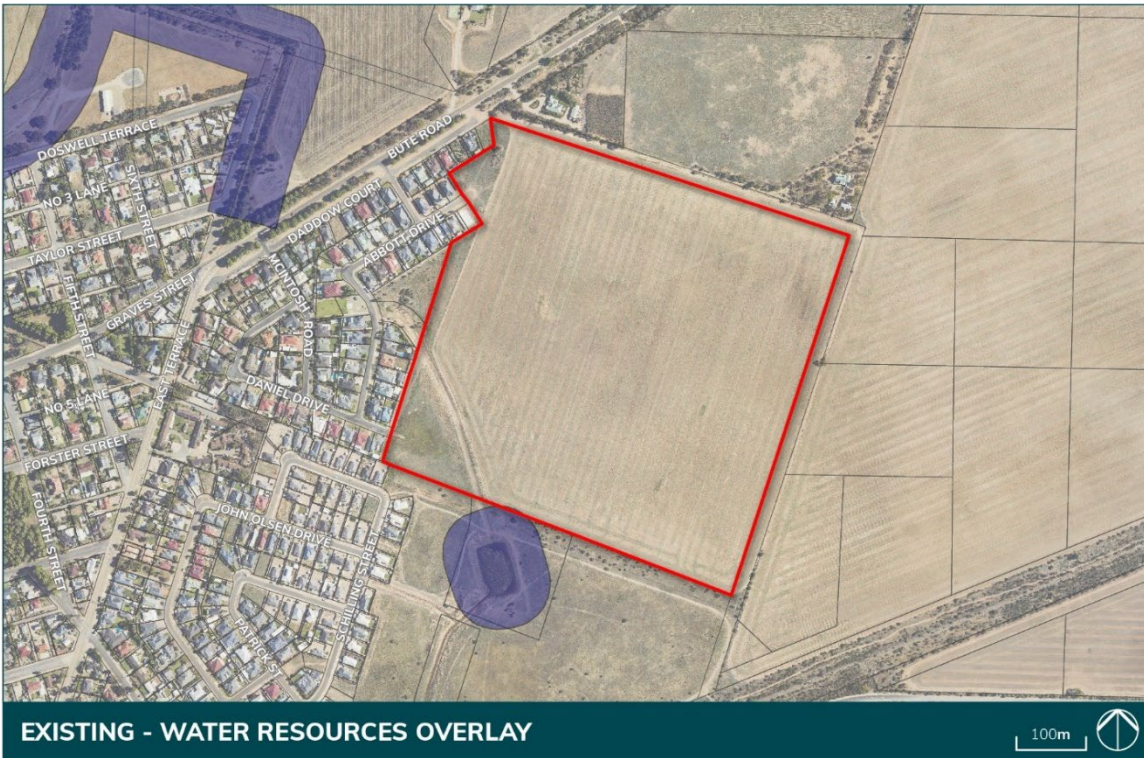 BUTE ROAD
DOSWELL TERRACE
SIXTH STREET
NO 3 LANE
DADDOW COURT
ABBOTT DRIVE
TAYLOR STREET
MCINTOSH ROAD
FIFTH STREET
GRAVES STREET
EAST TERRACE
DANIEL DRIVE
NO 5 LANE
FORSTER STREET
FOURTH STREET
JOHN OLSEN DRIVE
SCHILLING STREET
PATRICK ST
EXISTING - WATER RESOURCES OVERLAY
100m